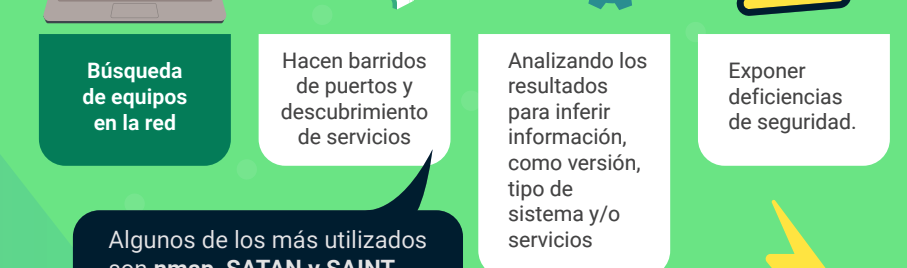 Búsqueda
de equipos
en la red
Hacen barridos
de puertos y
descubrimiento
de servicios
Analizando los
resultados
para inferir
información,
como versión,
tipo de
sistema y/o
servicios
Exponer
deficiencias
de seguridad.
Algunos de los más utilizados
son nmap, SATAN y SAINT